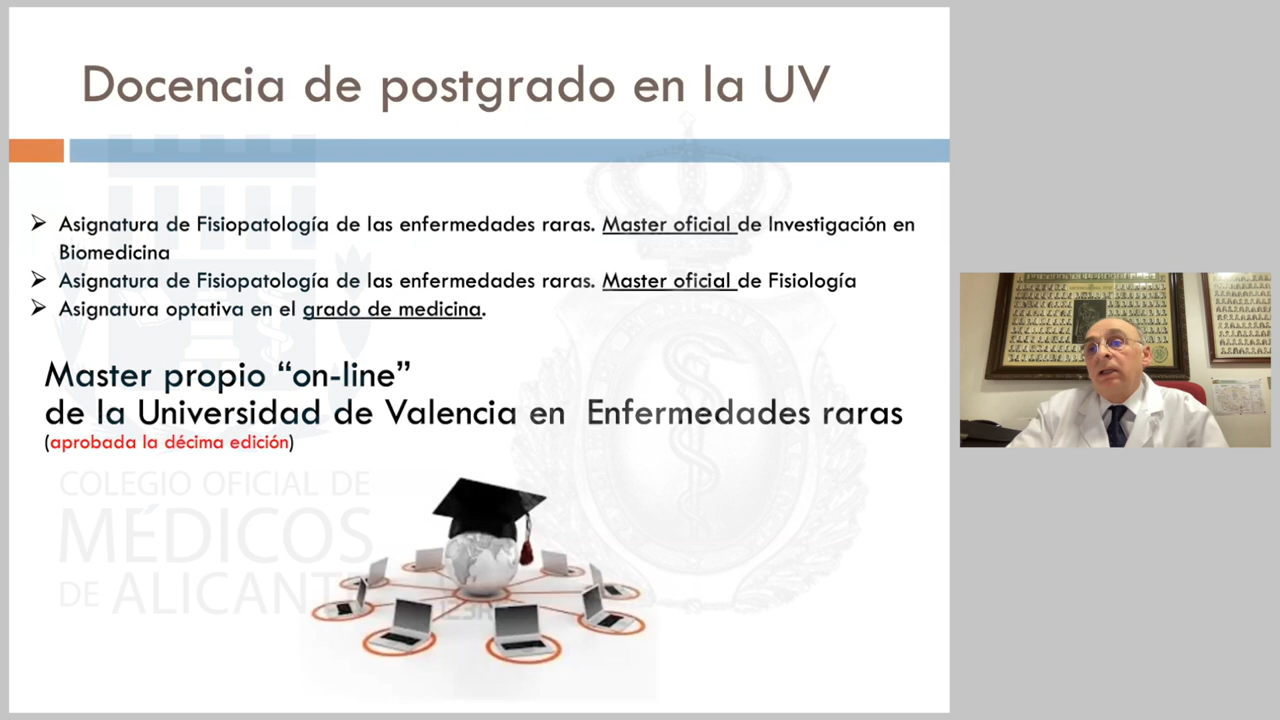 Docencia de postgrado en la UV
➢ Asignatura de Fisiopatología de las enfermedades raras. Master oficial de Investigación en
Biomedicina
➢ Asignatura de Fisiopatología de las enfermedades raras. Master oficial de Fisiología
➢ Asignatura optativa en el grado de medicina.
Master propio “on-line”
de la Universidad de Valencia en Enfermedades raras
(aprobada la décima edición)
COLEGIO OFICIAL DE
MÉDICOS
DE ALICANTE